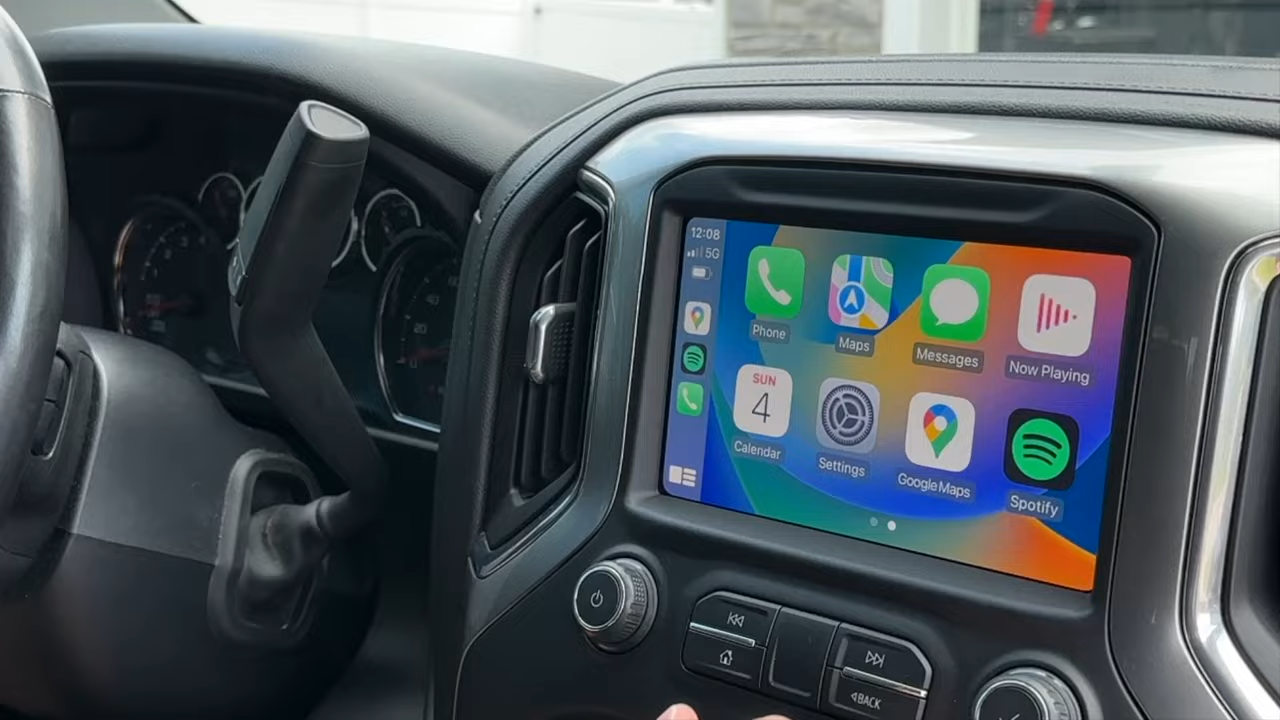 12:08
5G
Phone
Maps
Messages
Now Playing
SUN
4
Calendar
Settings
Google Maps
Spotify
BACK